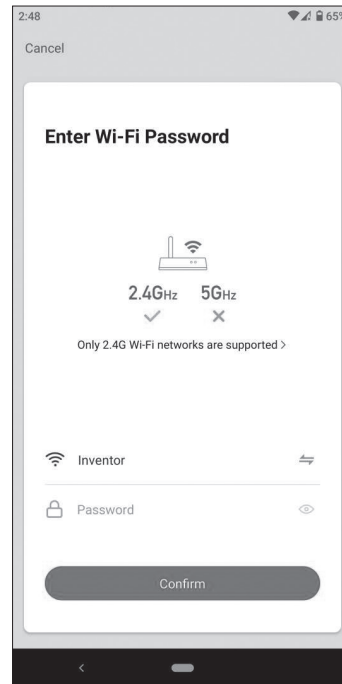 2:48 65%
Cancel
Enter Wi-Fi Password
2.4GHz 5GHz
Only 2.4G Wi-Fi networks are supported >
Inventor
Password
Confirm